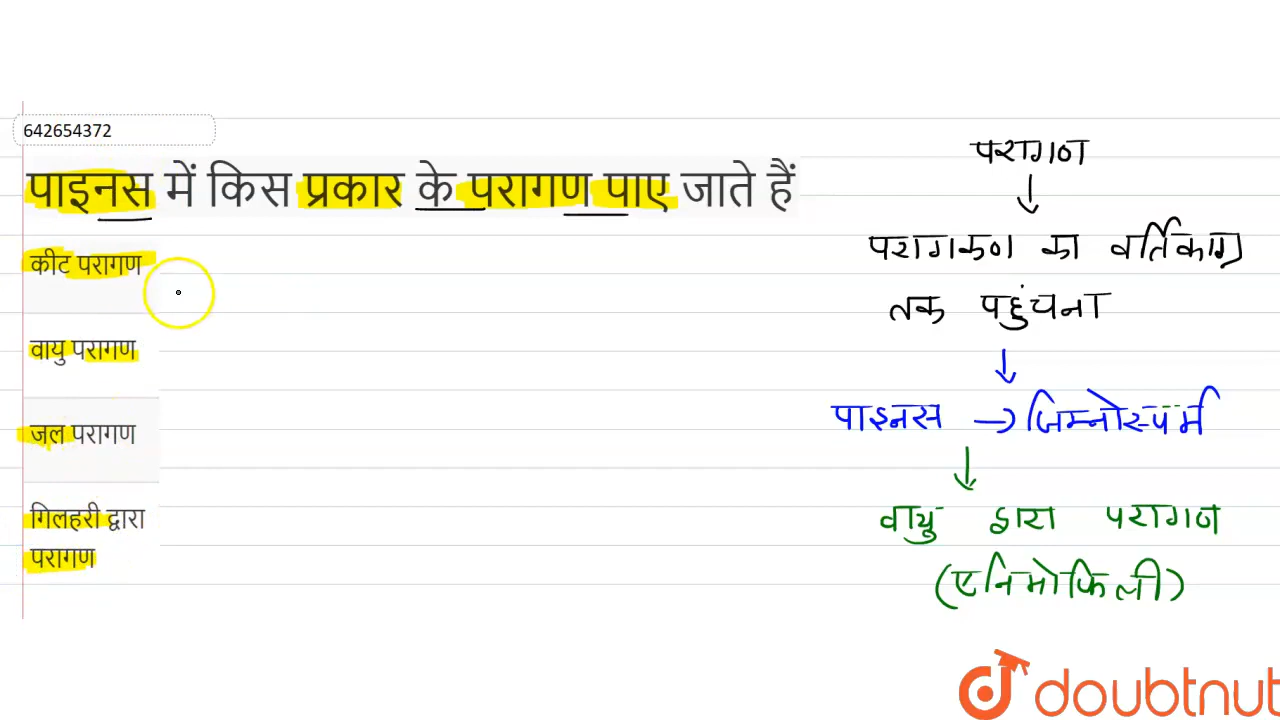 642654372
पाइनस में किस प्रकार के परागण पाए जाते हैं
कीट परागण
वायु परागण
जल परागण
गिलहरी द्वारा
परागण
परागण
परागकण का वर्तिकाग्र
तक पहुंचना
पाइनस → जिम्नोस्पर्म
वायु द्वारा परागण
(एनिमोफिली)
doubtnut